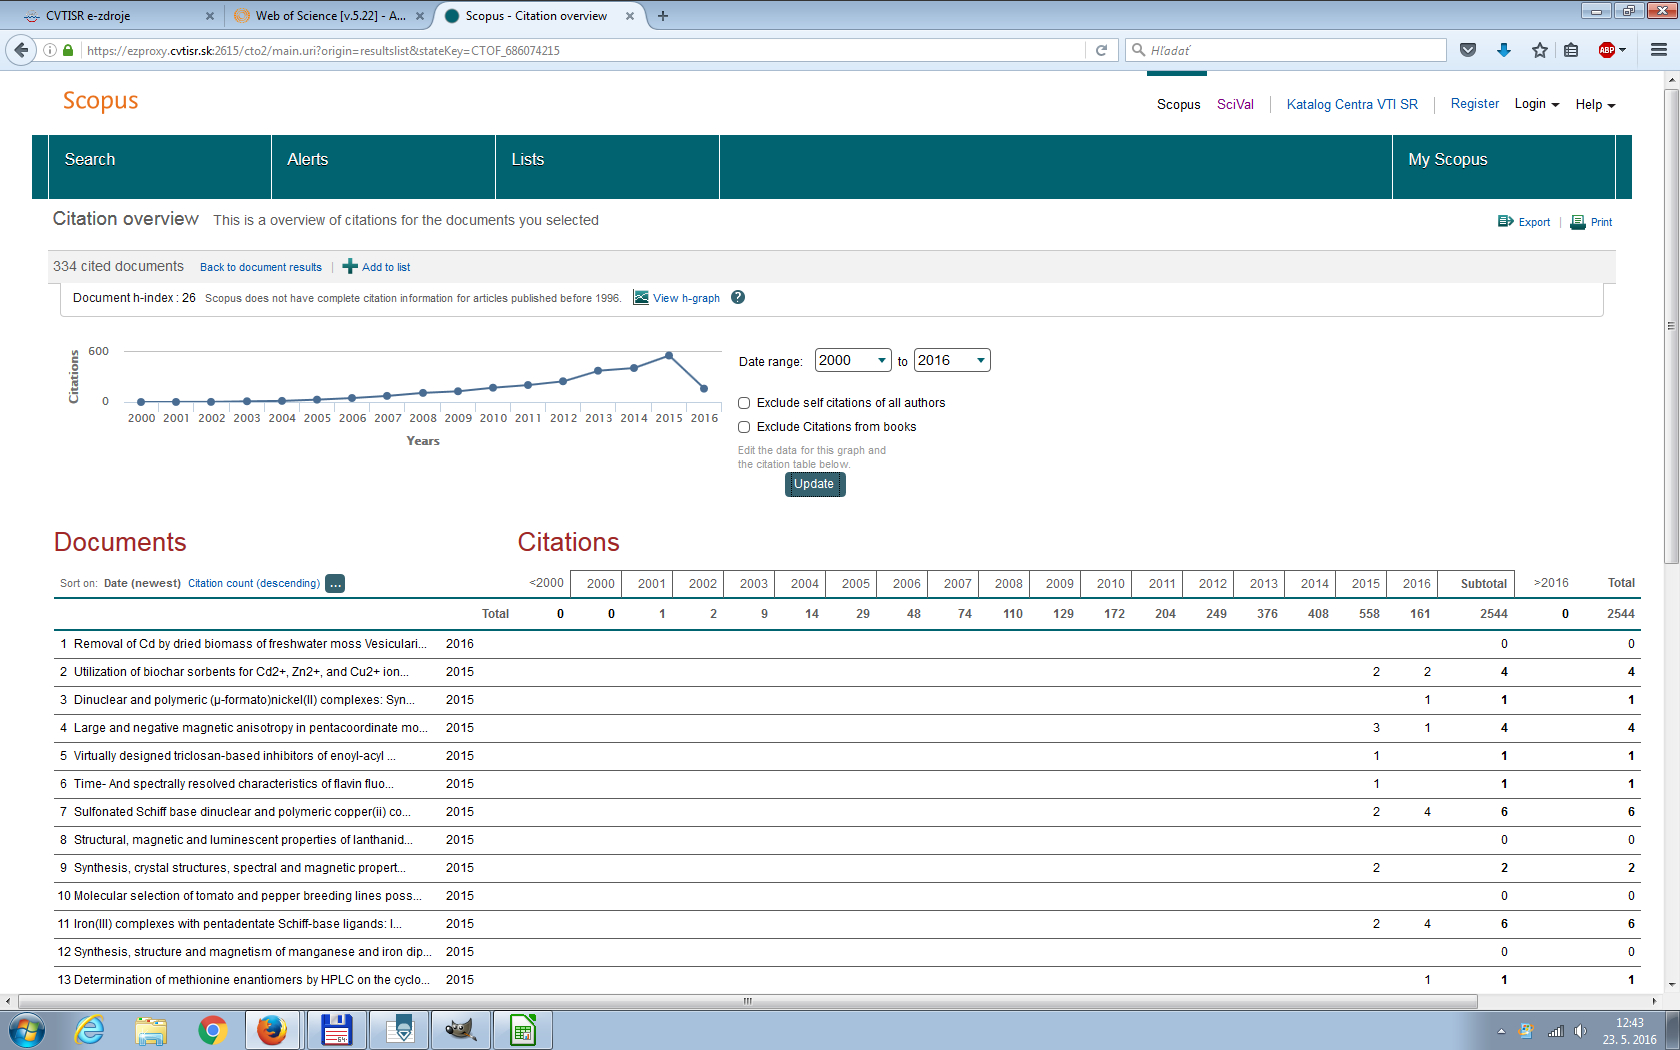 CVTISR e-zdroje
Web of Science [v.5.22] - A...
Scopus - Citation overview
https://ezproxy.cvtisr.sk:2615/cto2/main.uri?origin=resultslist&stateKey=CTOF_686074215
Hľadať
ABP
Scopus
Scopus SciVal Katalog Centra VTI SR Register Login Help
Search Alerts Lists My Scopus
Citation overview This is a overview of citations for the documents you selected
Export Print
334 cited documents Back to document results Add to list
Document h-index : 26 Scopus does not have complete citation information for articles published before 1996. View h-graph ?
Citations
600
0
2000 2001 2002 2003 2004 2005 2006 2007 2008 2009 2010 2011 2012 2013 2014 2015 2016
Years
Date range: 2000 to 2016
Exclude self citations of all authors
Exclude Citations from books
Edit the data for this graph and
the citation table below.
Update
Documents Citations
Sort on: Date (newest) Citation count (descending) ... <2000 2000 2001 2002 2003 2004 2005 2006 2007 2008 2009 2010 2011 2012 2013 2014 2015 2016 Subtotal >2016 Total
Total 0 0 1 2 9 14 29 48 74 110 129 172 204 249 376 408 558 161 2544 0 2544
1 Removal of Cd by dried biomass of freshwater moss Vesiculari... 2016 0 0
2 Utilization of biochar sorbents for Cd2+, Zn2+, and Cu2+ ion... 2015 2 2 4 4
3 Dinuclear and polymeric (μ-formato)nickel(II) complexes: Syn... 2015 1 1 1
4 Large and negative magnetic anisotropy in pentacoordinate mo... 2015 3 1 4 4
5 Virtually designed triclosan-based inhibitors of enoyl-acyl ... 2015 1 1 1
6 Time- And spectrally resolved characteristics of flavin fluo... 2015 1 1 1
7 Sulfonated Schiff base dinuclear and polymeric copper(ii) co... 2015 2 4 6 6
8 Structural, magnetic and luminescent properties of lanthanid... 2015 0 0
9 Synthesis, crystal structures, spectral and magnetic propert... 2015 2 2 2
10 Molecular selection of tomato and pepper breeding lines poss... 2015 0 0
11 Iron(III) complexes with pentadentate Schiff-base ligands: I... 2015 2 4 6 6
12 Synthesis, structure and magnetism of manganese and iron dip... 2015 0 0
13 Determination of methionine enantiomers by HPLC on the cyclo... 2015 1 1 1
64
12:43
23. 5. 2016